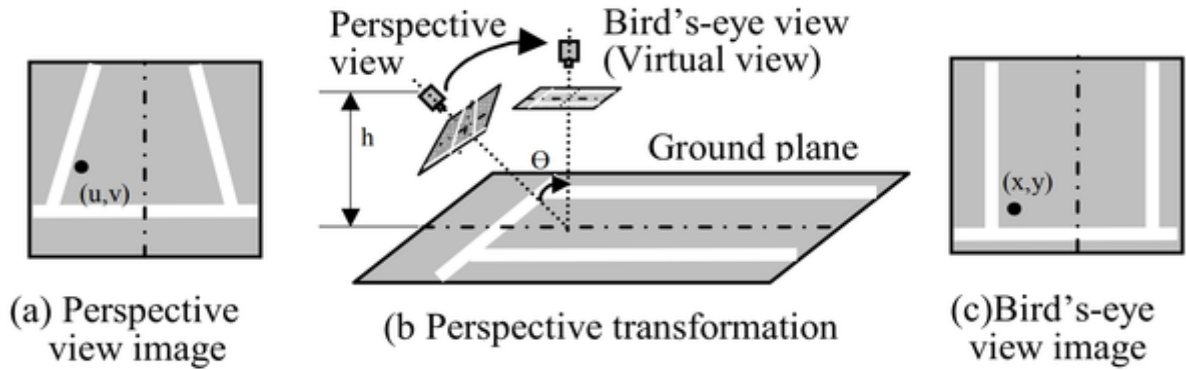 (u,v)
(a) Perspective
view image
Perspective
view
Bird's-eye view
(Virtual view)
h
Θ
Ground plane
(b Perspective transformation
(x,y)
(c)Bird's-eye
view image